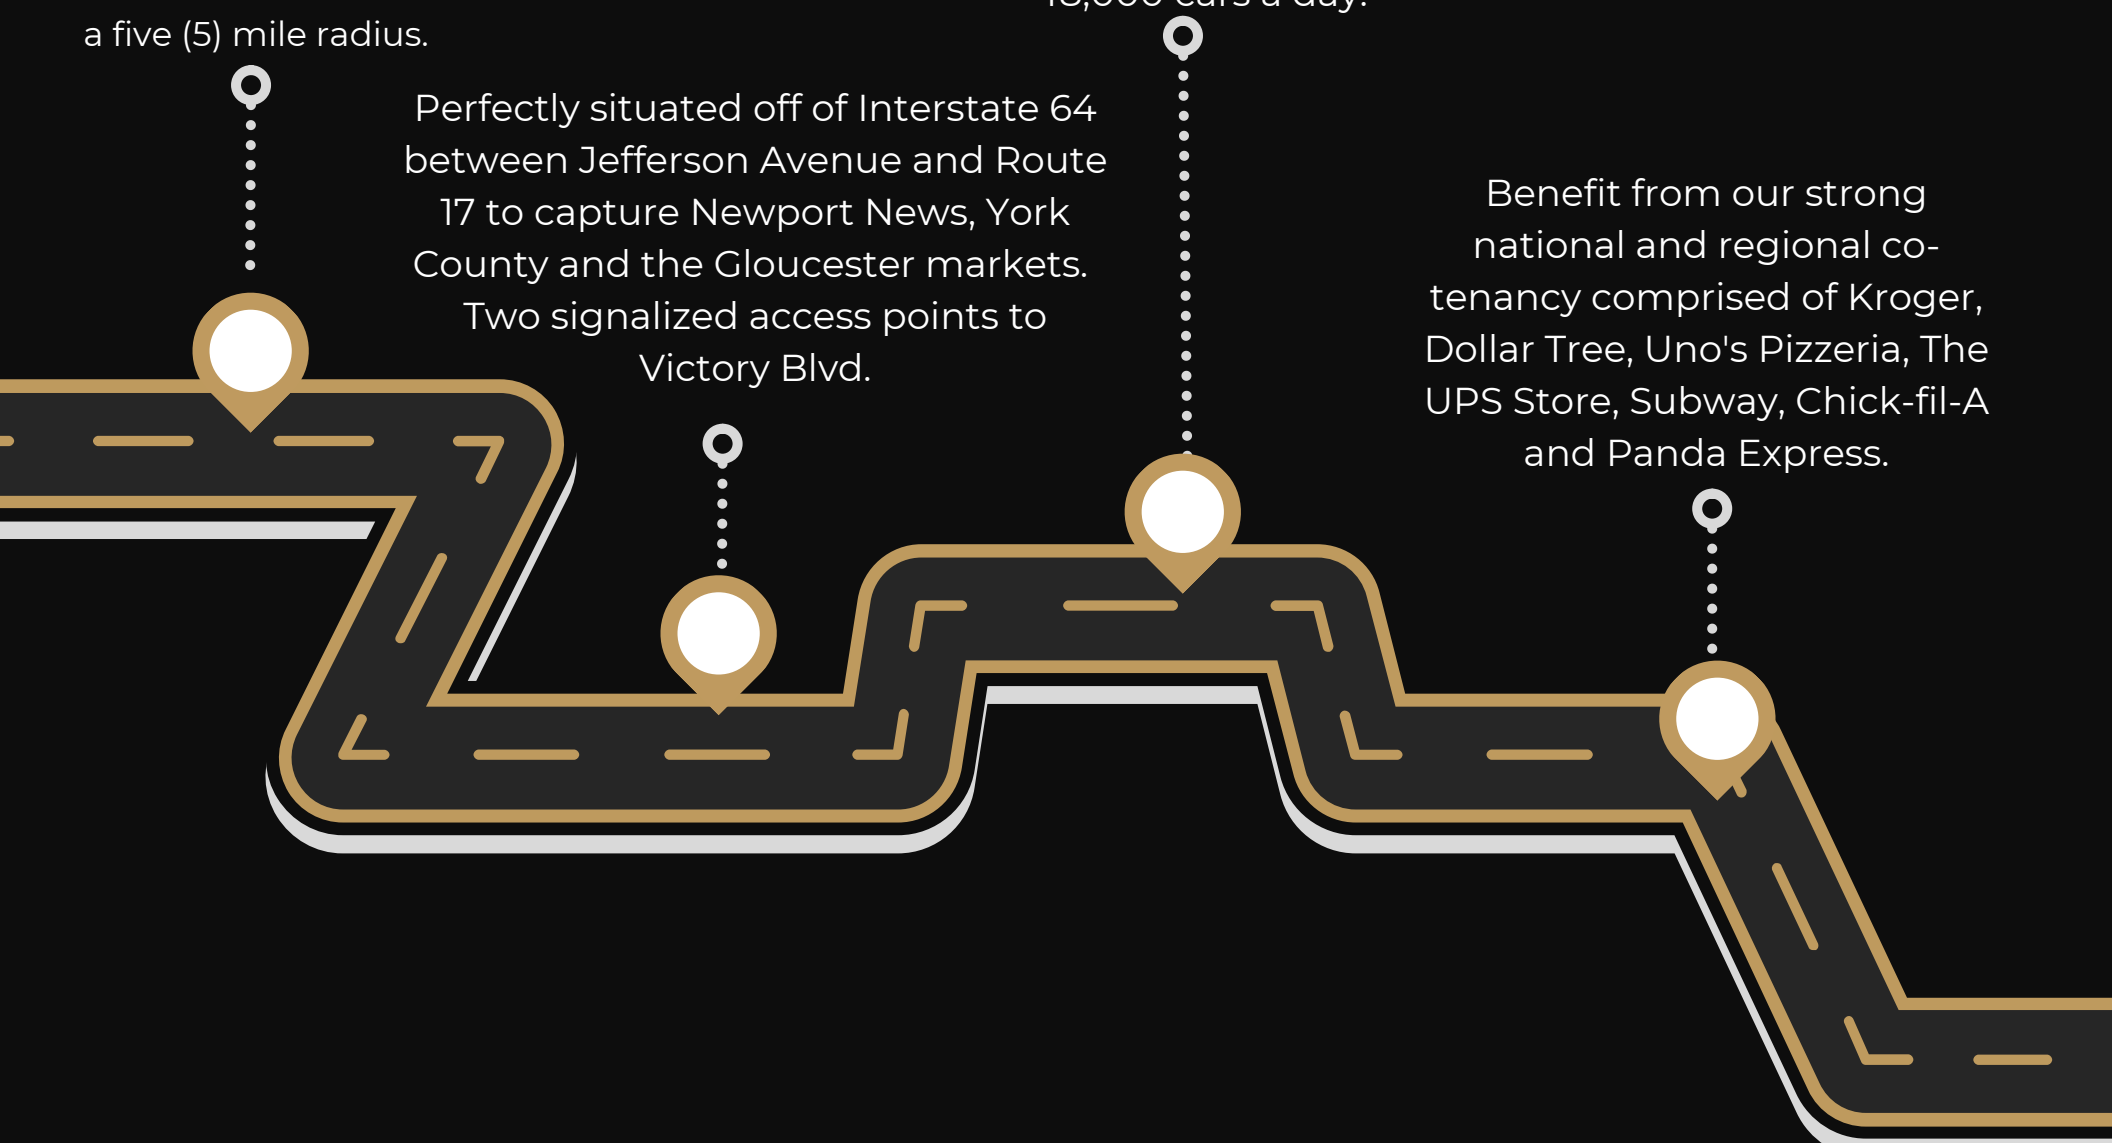 a five (5) mile radius.
cars a day.
Perfectly situated off of Interstate 64
between Jefferson Avenue and Route
17 to capture Newport News, York
County and the Gloucester markets.
Two signalized access points to
Victory Blvd.
Benefit from our strong
national and regional co-
tenancy comprised of Kroger,
Dollar Tree, Uno's Pizzeria, The
UPS Store, Subway, Chick-fil-A
and Panda Express.